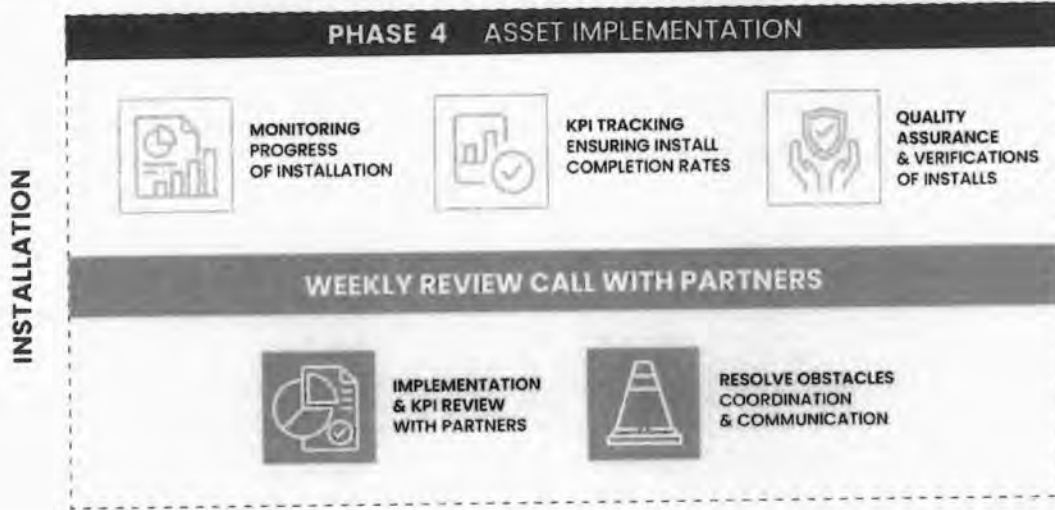 PHASE 4 ASSET IMPLEMENTATION
INSTALLATION
MONITORING
PROGRESS
OF INSTALLATION
KPI TRACKING
ENSURING INSTALL
COMPLETION RATES
QUALITY
ASSURANCE
& VERIFICATIONS
OF INSTALLS
WEEKLY REVIEW CALL WITH PARTNERS
IMPLEMENTATION
& KPI REVIEW
WITH PARTNERS
RESOLVE OBSTACLES
COORDINATION
& COMMUNICATION